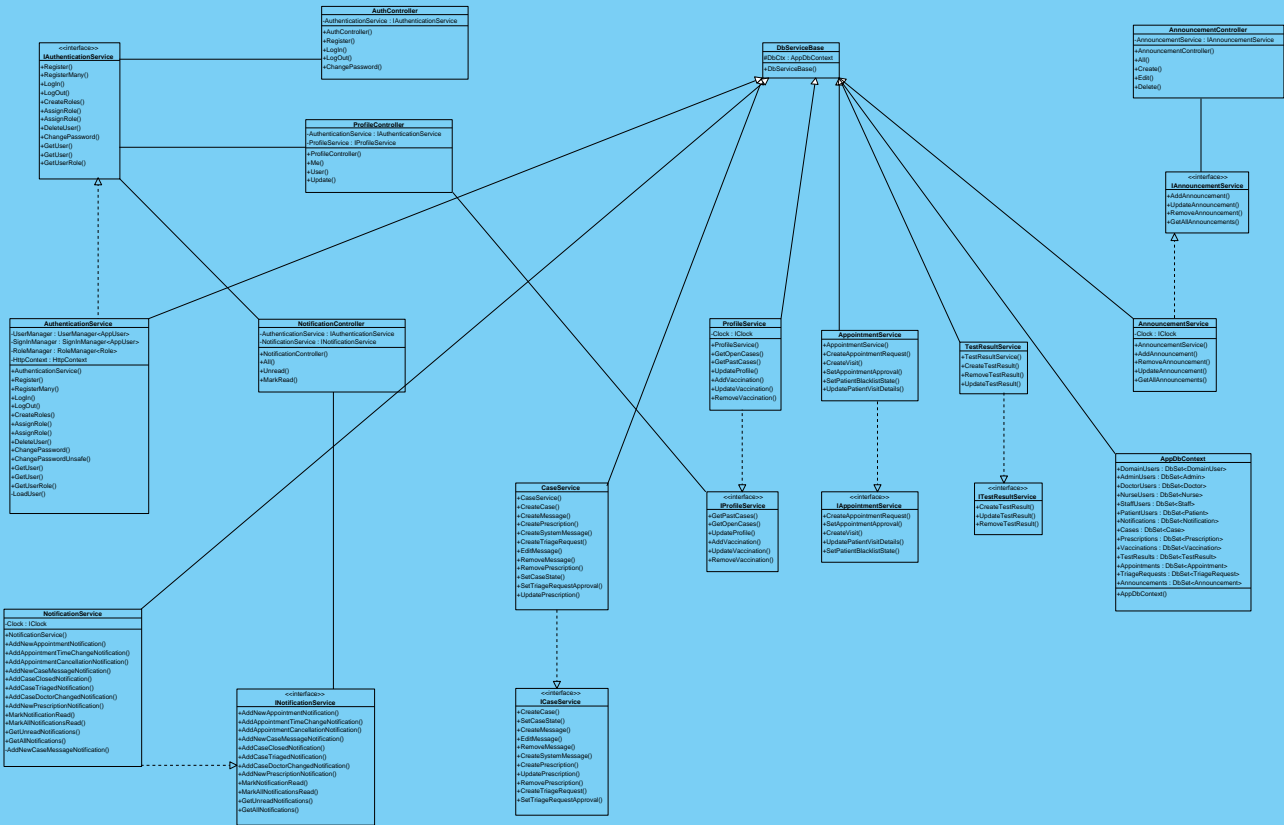 AuthController
-AuthenticationService : IAuthenticationService
+AuthController()
+Register()
+LogIn()
+LogOut()
+ChangePassword()
<<interface>>
IAuthenticationService
+Register()
+RegisterMany()
+LogIn()
+LogOut()
+CreateRoles()
+AssignRole()
+AssignRole()
+DeleteUser()
+ChangePassword()
+GetUser()
+GetUser()
+GetUserRole()
DbServiceBase
#DbCtx : AppDbContext
+DbServiceBase()
AnnouncementController
-AnnouncementService : IAnnouncementService
+AnnouncementController()
+All()
+Create()
+Edit()
+Delete()
ProfileController
-AuthenticationService : IAuthenticationService
-ProfileService : IProfileService
+ProfileController()
+Me()
+User()
+Update()
<<interface>>
IAnnouncementService
+AddAnnouncement()
+UpdateAnnouncement()
+RemoveAnnouncement()
+GetAllAnnouncements()
AuthenticationService
-UserManager : UserManager<AppUser>
-SignInManager : SignInManager<AppUser>
-RoleManager : RoleManager<Role>
-HttpContext : HttpContext
+AuthenticationService()
+Register()
+RegisterMany()
+LogIn()
+LogOut()
+CreateRoles()
+AssignRole()
+AssignRole()
+DeleteUser()
+ChangePassword()
+ChangePasswordUnsafe()
+GetUser()
+GetUser()
+GetUserRole()
-LoadUser()
NotificationController
-AuthenticationService : IAuthenticationService
-NotificationService : INotificationService
+NotificationController()
+All()
+Unread()
+MarkRead()
ProfileService
-Clock : IClock
+ProfileService()
+GetOpenCases()
+GetPastCases()
+UpdateProfile()
+AddVaccination()
+UpdateVaccination()
+RemoveVaccination()
AppointmentService
+AppointmentService()
+CreateAppointmentRequest()
+CreateVisit()
+SetAppointmentApproval()
+SetPatientBlacklistState()
+UpdatePatientVisitDetails()
TestResultService
+TestResultService()
+CreateTestResult()
+RemoveTestResult()
+UpdateTestResult()
AnnouncementService
-Clock : IClock
+AnnouncementService()
+AddAnnouncement()
+RemoveAnnouncement()
+UpdateAnnouncement()
+GetAllAnnouncements()
AppDbContext
+DomainUsers : DbSet<DomainUser>
+AdminUsers : DbSet<Admin>
+DoctorUsers : DbSet<Doctor>
+NurseUsers : DbSet<Nurse>
+StaffUsers : DbSet<Staff>
+PatientUsers : DbSet<Patient>
+Notifications : DbSet<Notification>
+Cases : DbSet<Case>
+Prescriptions : DbSet<Prescription>
+Vaccinations : DbSet<Vaccination>
+TestResults : DbSet<TestResult>
+Appointments : DbSet<Appointment>
+TriageRequests : DbSet<TriageRequest>
+Announcements : DbSet<Announcement>
+AppDbContext()
CaseService
+CaseService()
+CreateCase()
+CreateMessage()
+CreatePrescription()
+CreateSystemMessage()
+CreateTriageRequest()
+EditMessage()
+RemoveMessage()
+RemovePrescription()
+SetCaseState()
+SetTriageRequestApproval()
+UpdatePrescription()
<<interface>>
IProfileService
+GetPastCases()
+GetOpenCases()
+UpdateProfile()
+AddVaccination()
+UpdateVaccination()
+RemoveVaccination()
<<interface>>
IAppointmentService
+CreateAppointmentRequest()
+SetAppointmentApproval()
+CreateVisit()
+UpdatePatientVisitDetails()
+SetPatientBlacklistState()
<<interface>>
ITestResultService
+CreateTestResult()
+UpdateTestResult()
+RemoveTestResult()
NotificationService
-Clock : IClock
+NotificationService()
+AddNewAppointmentNotification()
+AddAppointmentTimeChangeNotification()
+AddAppointmentCancellationNotification()
+AddNewCaseMessageNotification()
+AddCaseClosedNotification()
+AddCaseTriagedNotification()
+AddCaseDoctorChangedNotification()
+AddNewPrescriptionNotification()
+MarkNotificationRead()
+MarkAllNotificationsRead()
+GetUnreadNotifications()
+GetAllNotifications()
-AddNewCaseMessageNotification()
<<interface>>
INotificationService
+AddNewAppointmentNotification()
+AddAppointmentTimeChangeNotification()
+AddAppointmentCancellationNotification()
+AddNewCaseMessageNotification()
+AddCaseClosedNotification()
+AddCaseTriagedNotification()
+AddCaseDoctorChangedNotification()
+AddNewPrescriptionNotification()
+MarkNotificationRead()
+MarkAllNotificationsRead()
+GetUnreadNotifications()
+GetAllNotifications()
<<interface>>
ICaseService
+CreateCase()
+SetCaseState()
+CreateMessage()
+EditMessage()
+RemoveMessage()
+CreateSystemMessage()
+CreatePrescription()
+UpdatePrescription()
+RemovePrescription()
+CreateTriageRequest()
+SetTriageRequestApproval()